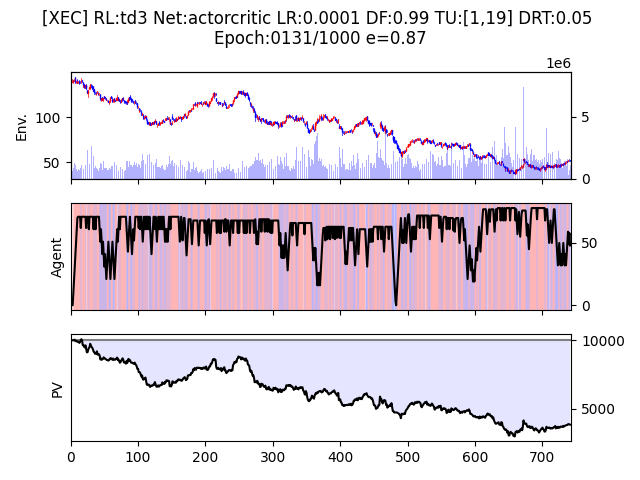 [XEC] RL:td3 Net:actorcritic LR:0.0001 DF:0.99 TU:[1,19] DRT:0.05
Epoch:0131/1000 e=0.87
1e6
Env.
100
50
5
0
Agent
50
0
PV
10000
5000
0 100 200 300 400 500 600 700